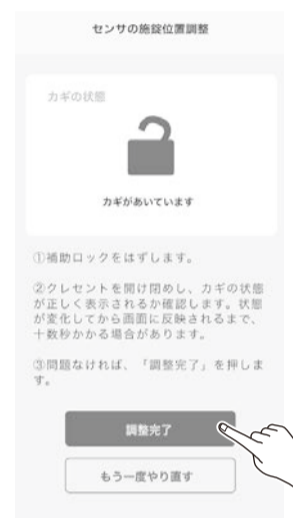 センサの施錠位置調整
カギの状態
カギがあいています
①補助ロックをはずします。
②クレセントを開け閉めし、カギの状態
が正しく表示されるか確認します。状態
が変化してから画面に反映されるまで、
十数秒かかる場合があります。
③問題なければ、「調整完了」を押しま
す。
調整完了
もう一度やり直す